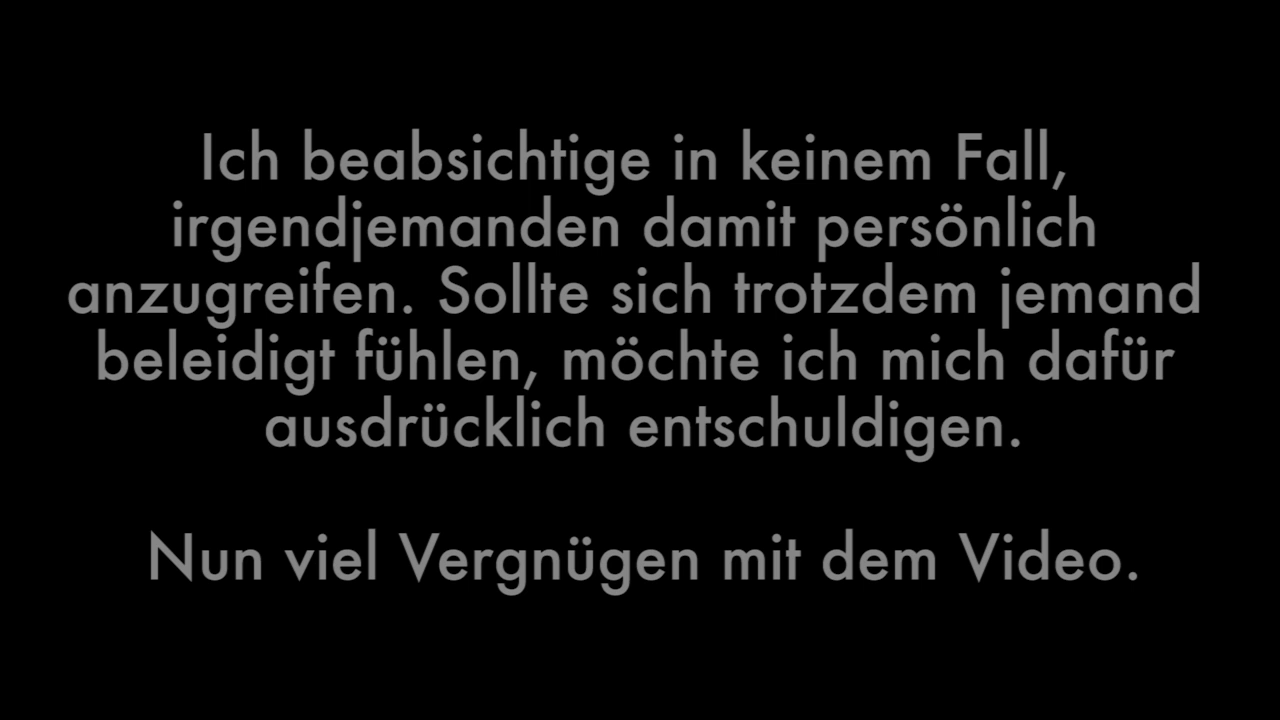 Ich beabsichtige in keinem Fall,
irgendjemanden damit persönlich
anzugreifen. Sollte sich trotzdem jemand
beleidigt fühlen, möchte ich mich dafür
ausdrücklich entschuldigen.
Nun viel Vergnügen mit dem Video.